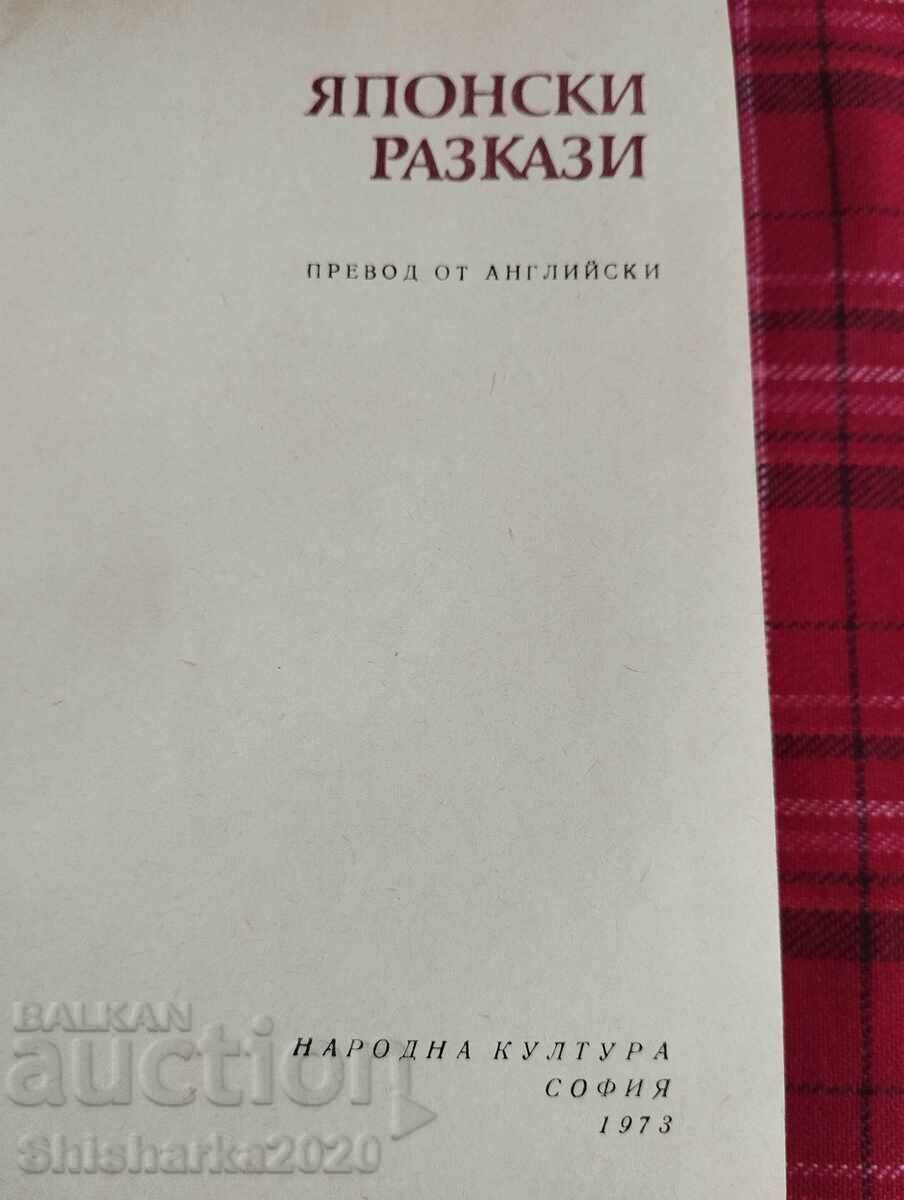 ЯПОНСКИ
РАЗКАЗИ
ПРЕВОД ОТ АНГЛИЙСКИ
НАРОДНА КУЛТУРА
СОФИЯ
1973
BALKAN
auction
Shisharka2020